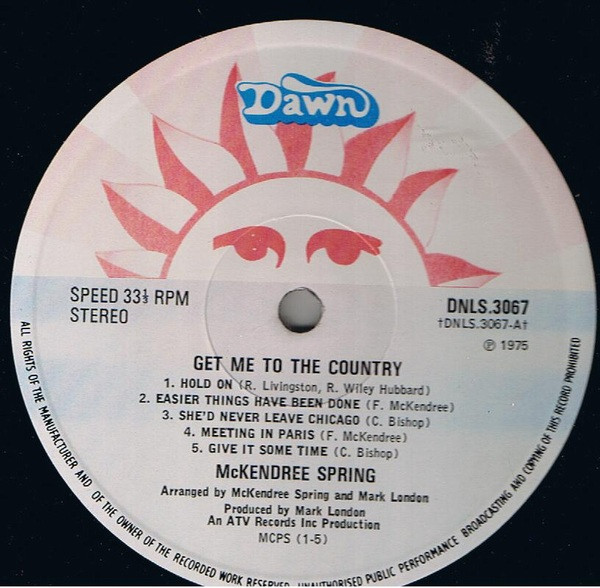 Dawn
SPEED 33⅓ RPM
STEREO
DNLS.3067
†DNLS.3067-A†
℗ 1975
GET ME TO THE COUNTRY
1. HOLD ON (R. Livingston, R. Wiley Hubbard)
2. EASIER THINGS HAVE BEEN DONE (F. McKendree)
3. SHE'D NEVER LEAVE CHICAGO (C. Bishop)
4. MEETING IN PARIS (F. McKendree)
5. GIVE IT SOME TIME (C. Bishop)
McKENDREE SPRING
Arranged by McKendree Spring and Mark London
Produced by Mark London
An ATV Records Inc Production
MCPS (1-5)
ALL RIGHTS OF THE MANUFACTURER AND OF THE OWNER OF THE RECORDED WORK RESERVED UNAUTHORISED PUBLIC PERFORMANCE BROADCASTING AND COPYING OF THIS RECORD PROHIBITED